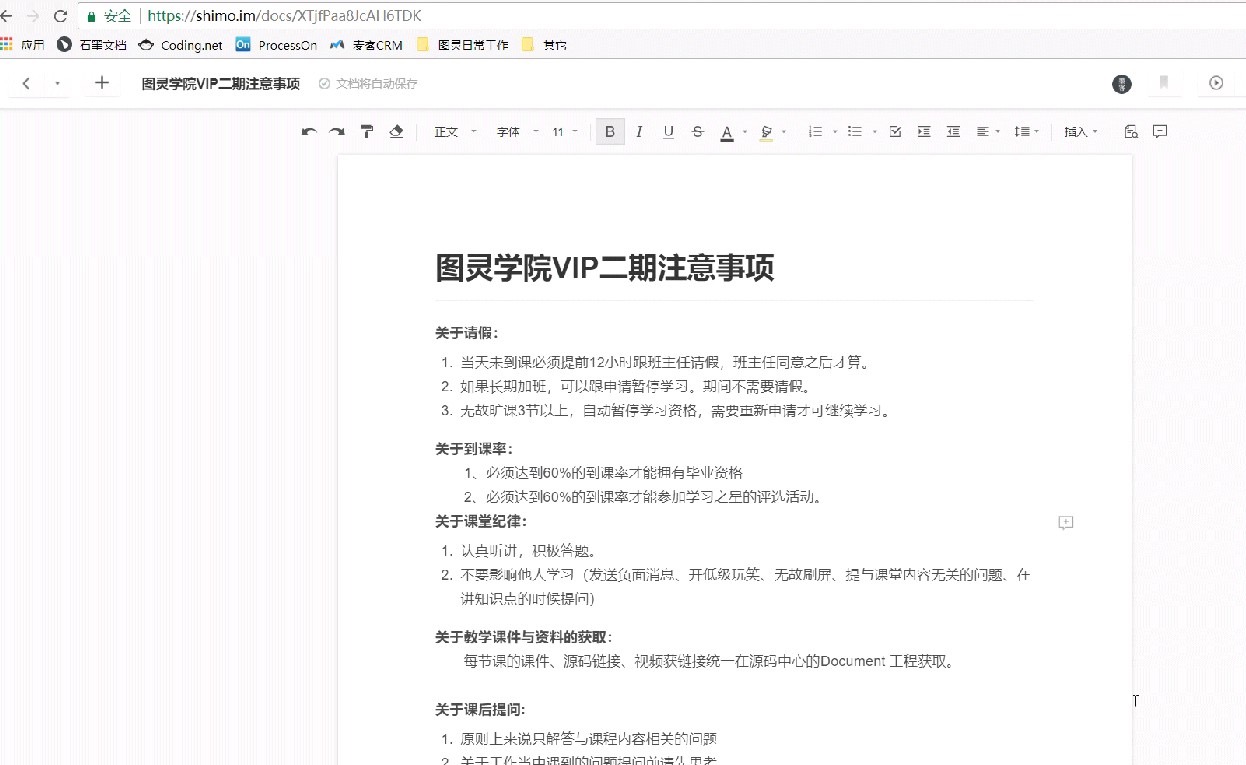 安全 https://shimo.im/docs/XTjfPaa8JcAH6TDK
应用 石墨文档 Coding.net On ProcessOn 麦客CRM 图灵日常工作 其它
图灵学院VIP二期注意事项 文档将自动保存
正文 字体 11 B I U S A 插入
图灵学院VIP二期注意事项
关于请假：
1. 当天未到课必须提前12小时跟班主任请假，班主任同意之后才算。
2. 如果长期加班，可以跟申请暂停学习。期间不需要请假。
3. 无故旷课3节以上，自动暂停学习资格，需要重新申请才可继续学习。
关于到课率：
1、必须达到60%的到课率才能拥有毕业资格
2、必须达到60%的到课率才能参加学习之星的评选活动。
关于课堂纪律：
1. 认真听讲，积极答题。
2. 不要影响他人学习（发送负面消息、开低级玩笑、无故刷屏、提与课堂内容无关的问题、在
讲知识点的时候提问）
关于教学课件与资料的获取：
每节课的课件、源码链接、视频获链接统一在源码中心的Document 工程获取。
关于课后提问：
1. 原则上来说只解答与课程内容相关的问题
2. 关于工作当中遇到的问题提问前请先思考